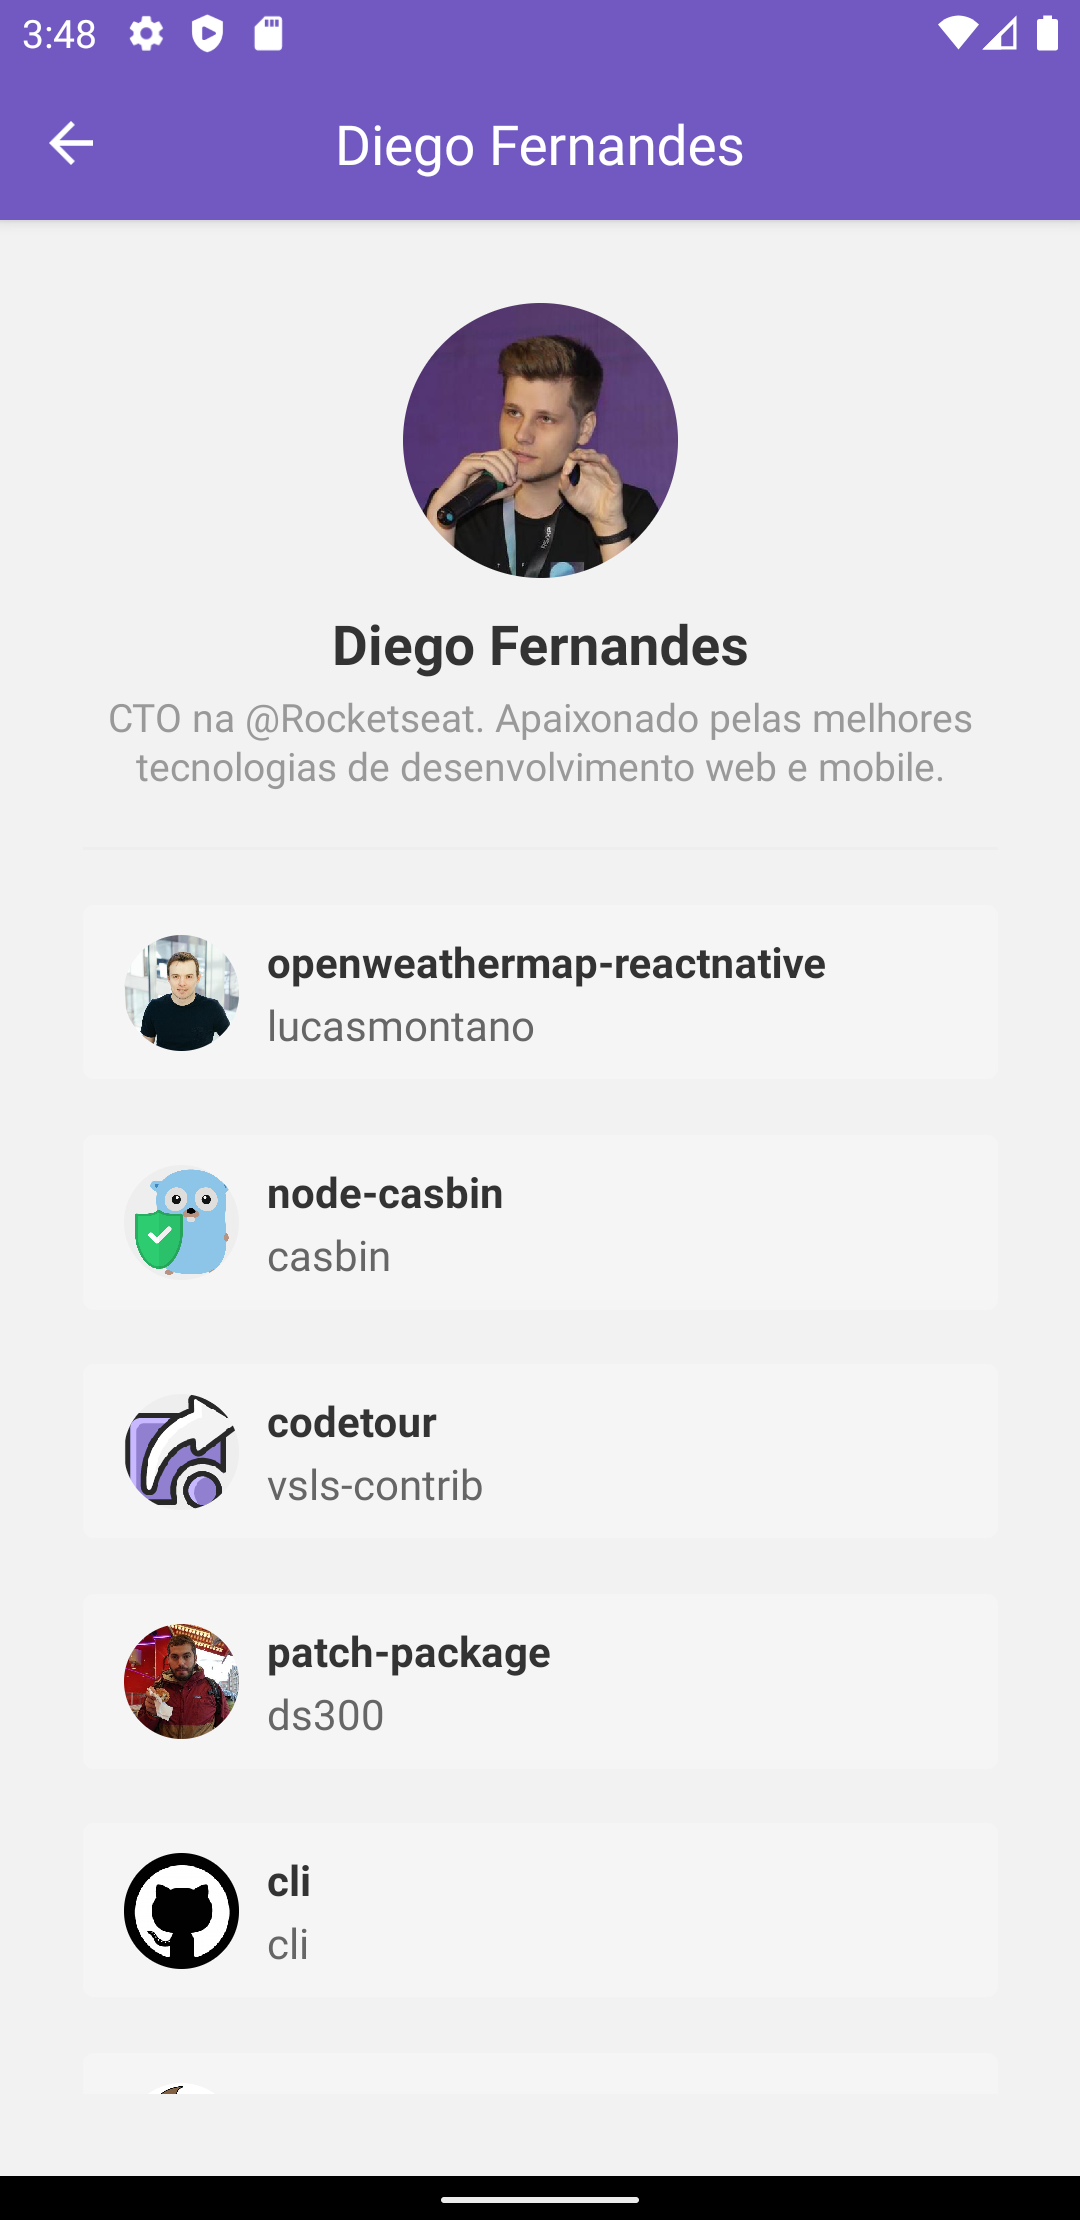 3:48
Diego Fernandes
Diego Fernandes
CTO na @Rocketseat. Apaixonado pelas melhores
tecnologias de desenvolvimento web e mobile.
openweathermap-reactnative
lucasmontano
node-casbin
casbin
codetour
vsls-contrib
patch-package
ds300
cli
cli